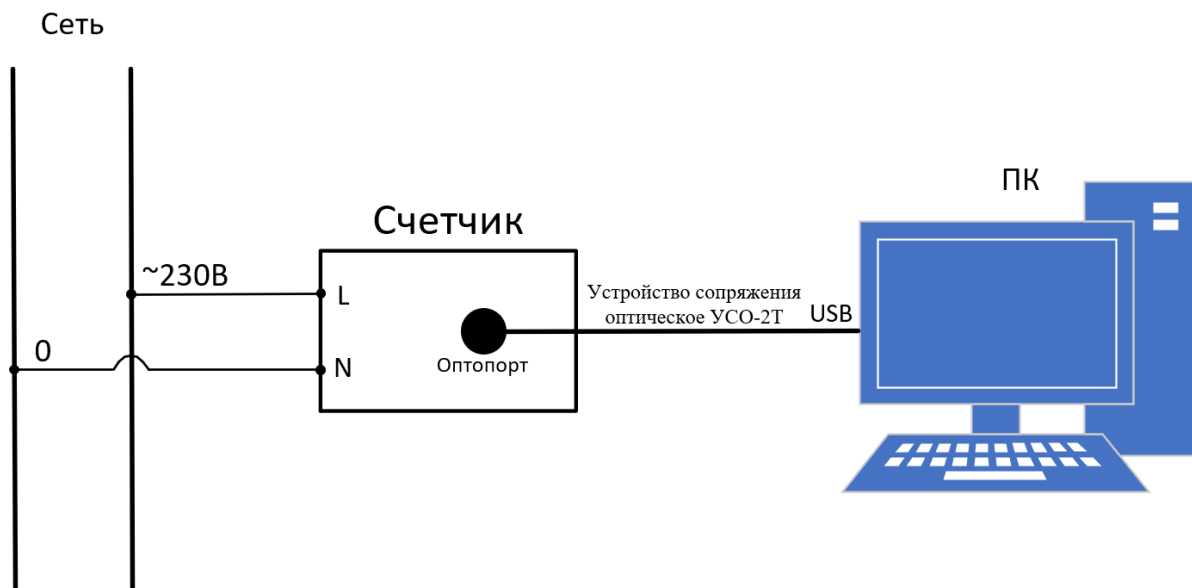 Сеть
ПК
Счетчик
~230В
L
Устройство сопряжения
оптическое УСО-2Т
USB
0
N
Оптопорт